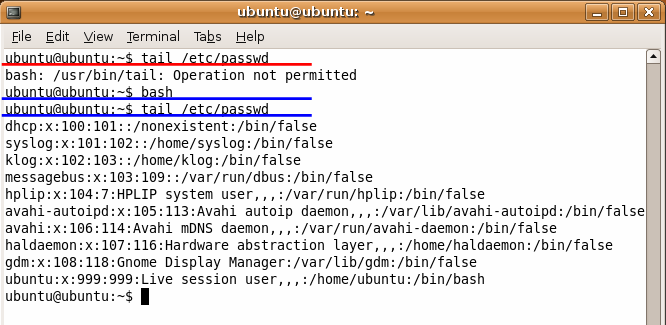 ubuntu@ubuntu: ~
File Edit View Terminal Tabs Help
ubuntu@ubuntu:~$ tail /etc/passwd
bash: /usr/bin/tail: Operation not permitted
ubuntu@ubuntu:~$ bash
ubuntu@ubuntu:~$ tail /etc/passwd
dhcp:x:100:101::/nonexistent:/bin/false
syslog:x:101:102::/home/syslog:/bin/false
klog:x:102:103::/home/klog:/bin/false
messagebus:x:103:109::/var/run/dbus:/bin/false
hplip:x:104:7:HPLIP system user,,,:/var/run/hplip:/bin/false
avahi-autoipd:x:105:113:Avahi autoip daemon,,,:/var/lib/avahi-autoipd:/bin/false
avahi:x:106:114:Avahi mDNS daemon,,,:/var/run/avahi-daemon:/bin/false
haldaemon:x:107:116:Hardware abstraction layer,,,:/home/haldaemon:/bin/false
gdm:x:108:118:Gnome Display Manager:/var/lib/gdm:/bin/false
ubuntu:x:999:999:Live session user,,,:/home/ubuntu:/bin/bash
ubuntu@ubuntu:~$